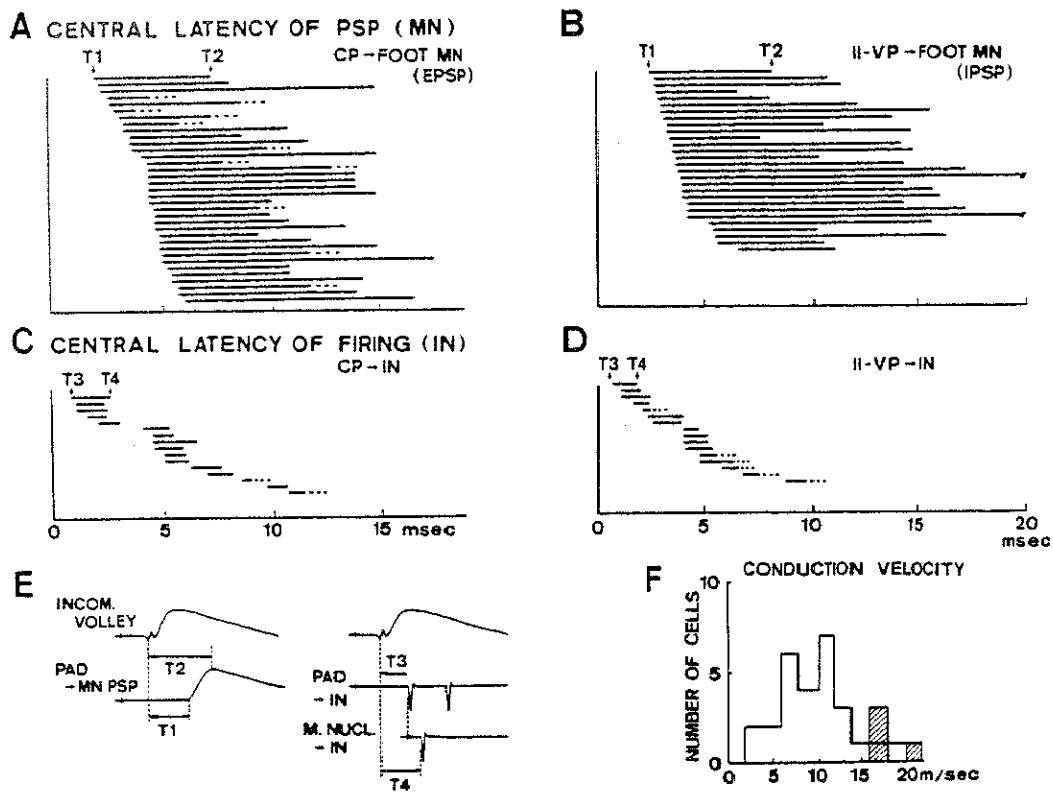 A CENTRAL LATENCY OF PSP (MN)
T1 T2 CP→FOOT MN
(EPSP)
B
T1 T2 II-VP→FOOT MN
(IPSP)
C CENTRAL LATENCY OF FIRING (IN)
T3 T4 CP→IN
0 5 10 15 msec
D
T3 T4 II-VP→IN
0 5 10 15 20
msec
E
INCOM.
VOLLEY
T2
PAD
→MN PSP
T1
T3
PAD
→IN
M. NUCL.
→IN
T4
F CONDUCTION VELOCITY
NUMBER OF CELLS
10
5
0
0 5 10 15 20 m/sec